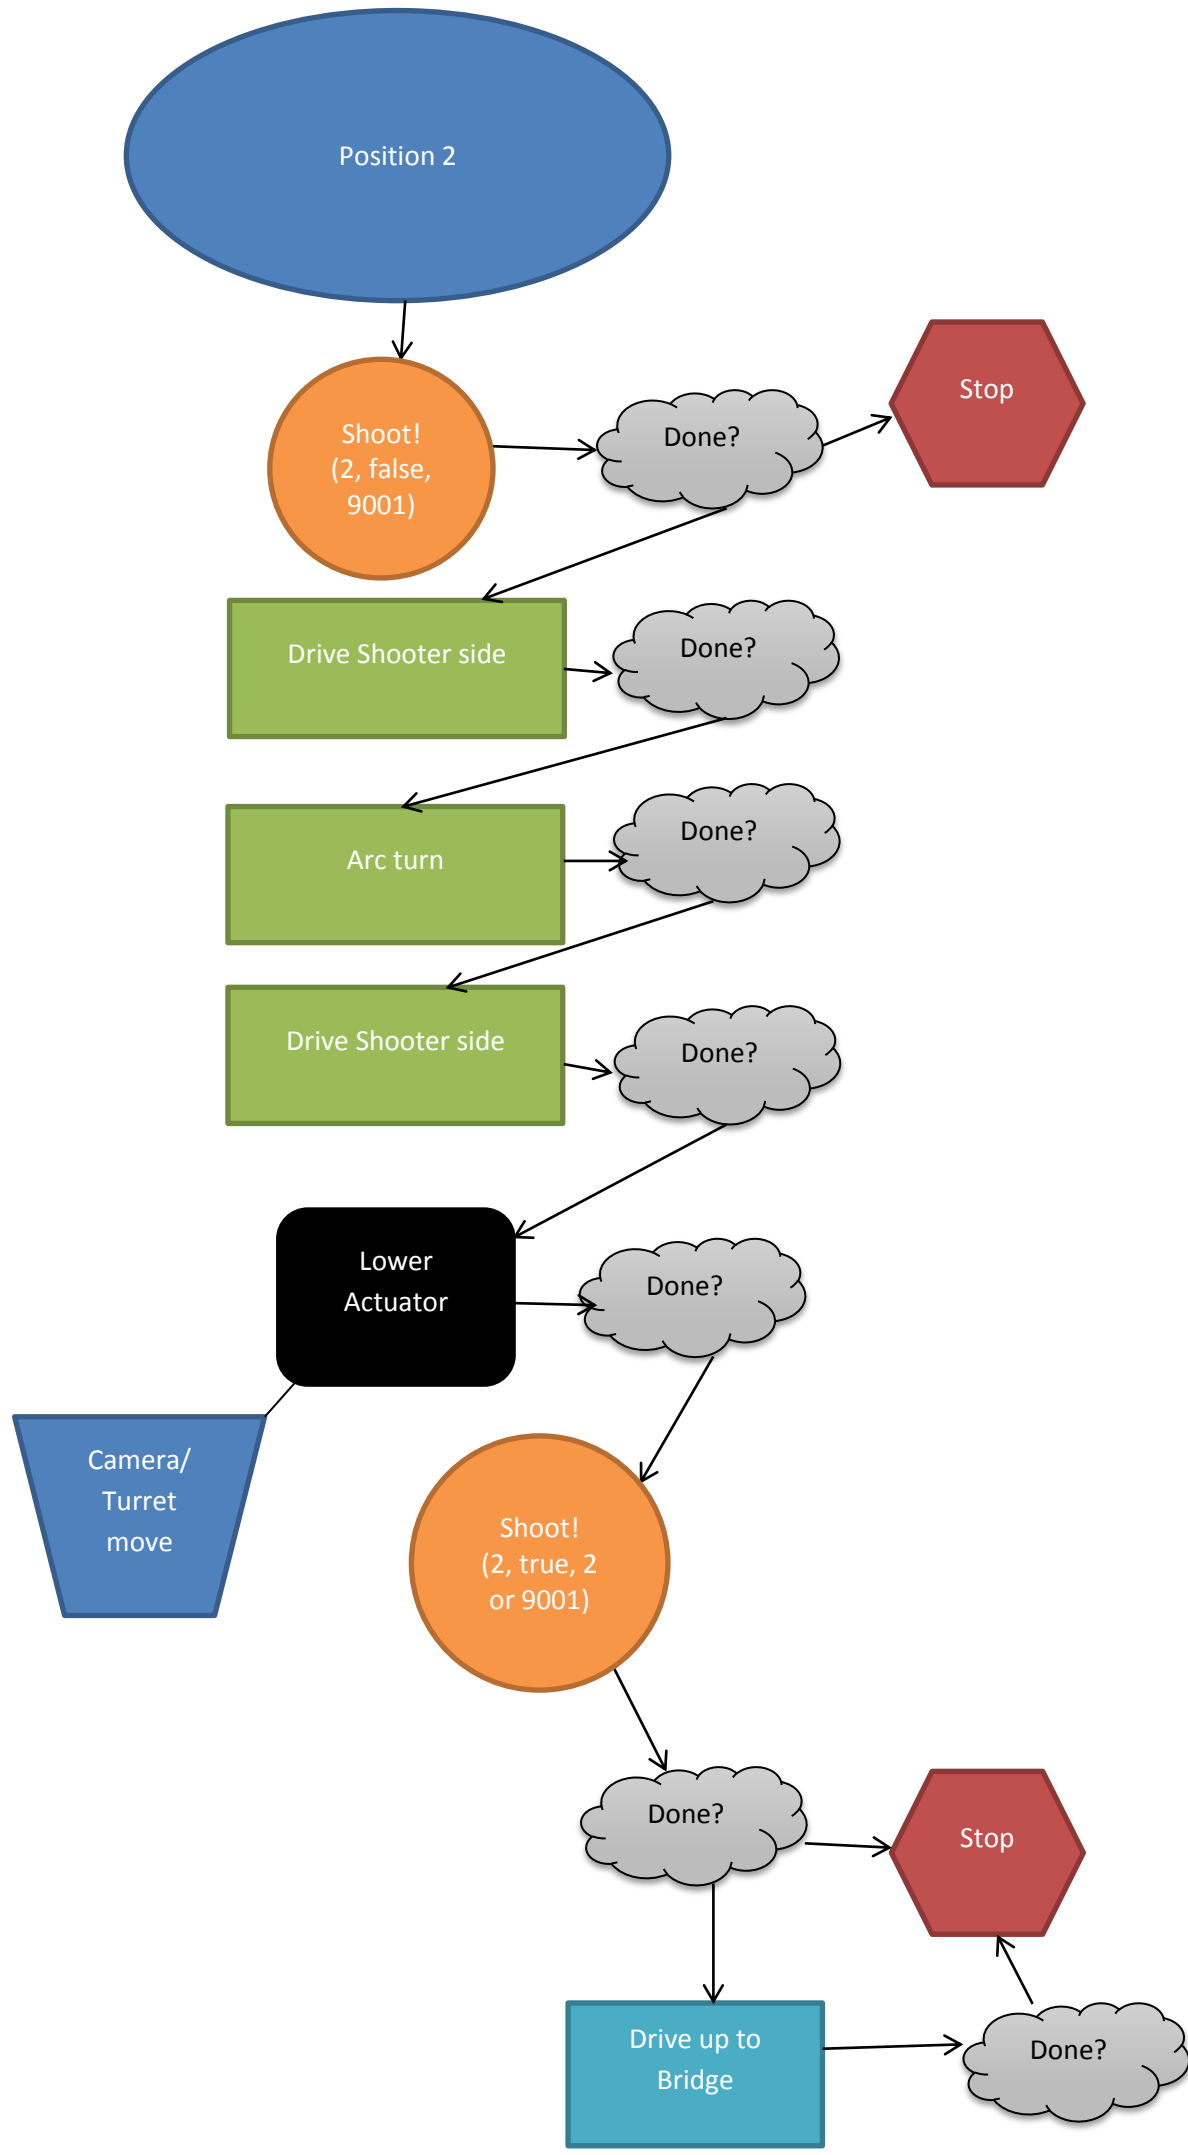 Position 2
Shoot!
(2, false,
9001)
Done?
Stop
Drive Shooter side
Done?
Arc turn
Done?
Drive Shooter side
Done?
Lower
Actuator
Done?
Camera/
Turret
move
Shoot!
(2, true, 2
or 9001)
Done?
Stop
Drive up to
Bridge
Done?